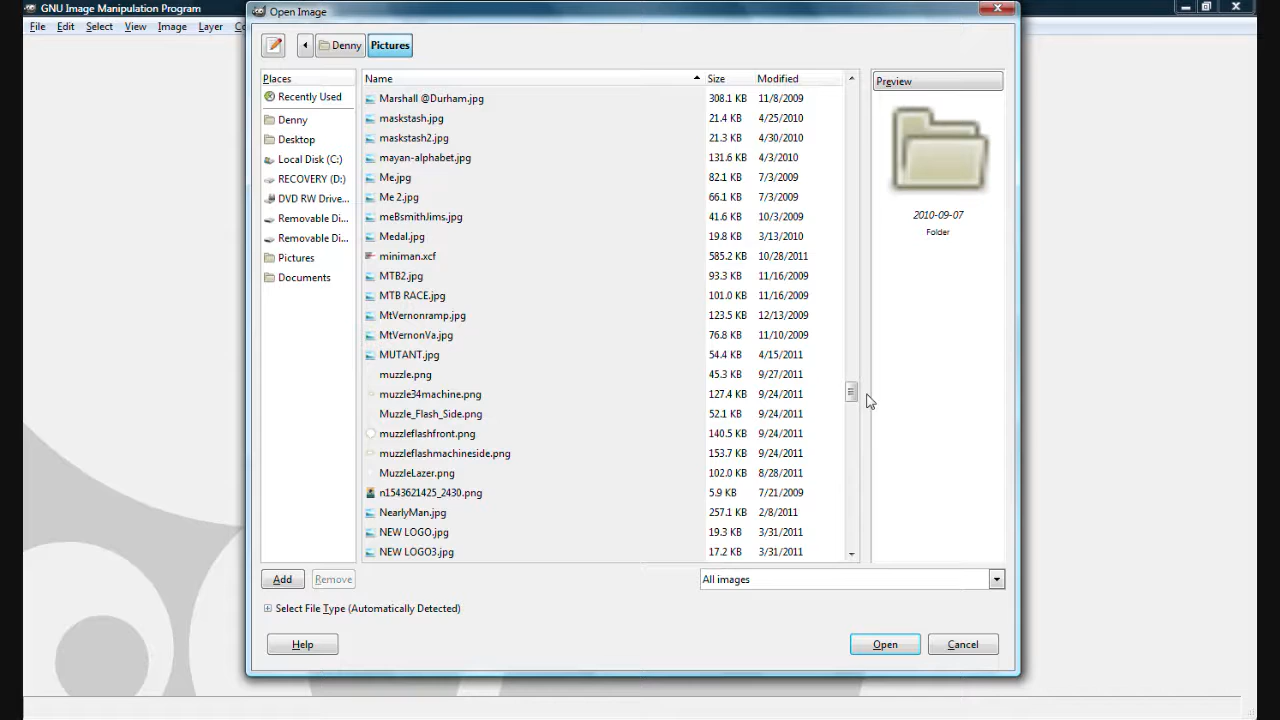 GNU Image Manipulation Program
Open Image
File Edit Select View Image Layer
Denny Pictures
Places
Recently Used
Denny
Desktop
Local Disk (C:)
RECOVERY (D:)
DVD RW Drive...
Removable Di...
Removable Di...
Pictures
Documents
Name Size Modified
Marshall @Durham.jpg 308.1 KB 11/8/2009
maskstash.jpg 21.4 KB 4/25/2010
maskstash2.jpg 21.3 KB 4/30/2010
mayan-alphabet.jpg 131.6 KB 4/3/2010
Me.jpg 82.1 KB 7/3/2009
Me 2.jpg 66.1 KB 7/3/2009
meBsmithJims.jpg 41.6 KB 10/3/2009
Medal.jpg 19.8 KB 3/13/2010
miniman.xcf 585.2 KB 10/28/2011
MTB2.jpg 93.3 KB 11/16/2009
MTB RACE.jpg 101.0 KB 11/16/2009
MtVernonramp.jpg 123.5 KB 12/13/2009
MtVernonVa.jpg 76.8 KB 11/10/2009
MUTANT.jpg 54.4 KB 4/15/2011
muzzle.png 45.3 KB 9/27/2011
muzzle34machine.png 127.4 KB 9/24/2011
Muzzle_Flash_Side.png 52.1 KB 9/24/2011
muzzleflashfront.png 140.5 KB 9/24/2011
muzzleflashmachineside.png 153.7 KB 9/24/2011
MuzzleLazer.png 102.0 KB 8/28/2011
n1543621425_2430.png 5.9 KB 7/21/2009
NearlyMan.jpg 257.1 KB 2/8/2011
NEW LOGO.jpg 19.3 KB 3/31/2011
NEW LOGO3.jpg 17.2 KB 3/31/2011
Preview
2010-09-07
Folder
Add Remove
All images
Select File Type (Automatically Detected)
Help Open Cancel